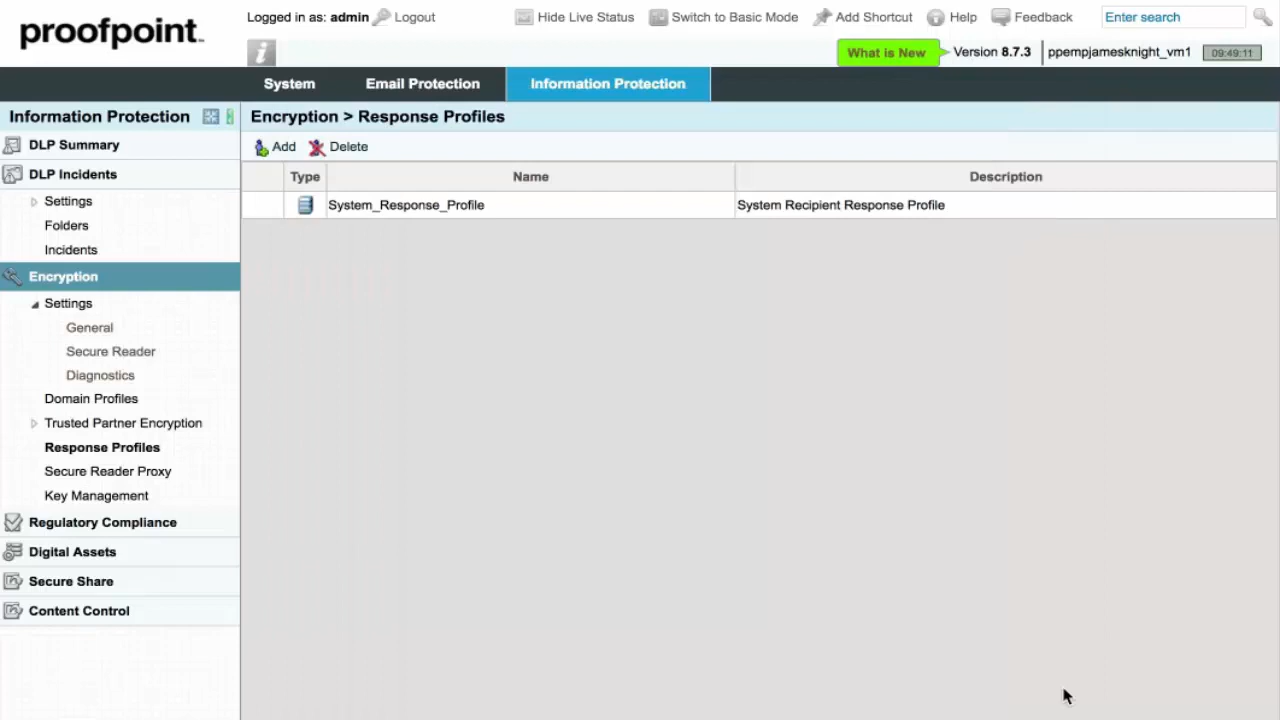 proofpoint
Logged in as: admin Logout Hide Live Status Switch to Basic Mode Add Shortcut Help Feedback Enter search
What is New Version 8.7.3 ppempjamesknight_vm1 09:49:11
System Email Protection Information Protection
Information Protection
DLP Summary
DLP Incidents
Settings
Folders
Incidents
Encryption
Settings
General
Secure Reader
Diagnostics
Domain Profiles
Trusted Partner Encryption
Response Profiles
Secure Reader Proxy
Key Management
Regulatory Compliance
Digital Assets
Secure Share
Content Control
Encryption > Response Profiles
Add Delete
Type Name Description
System_Response_Profile System Recipient Response Profile